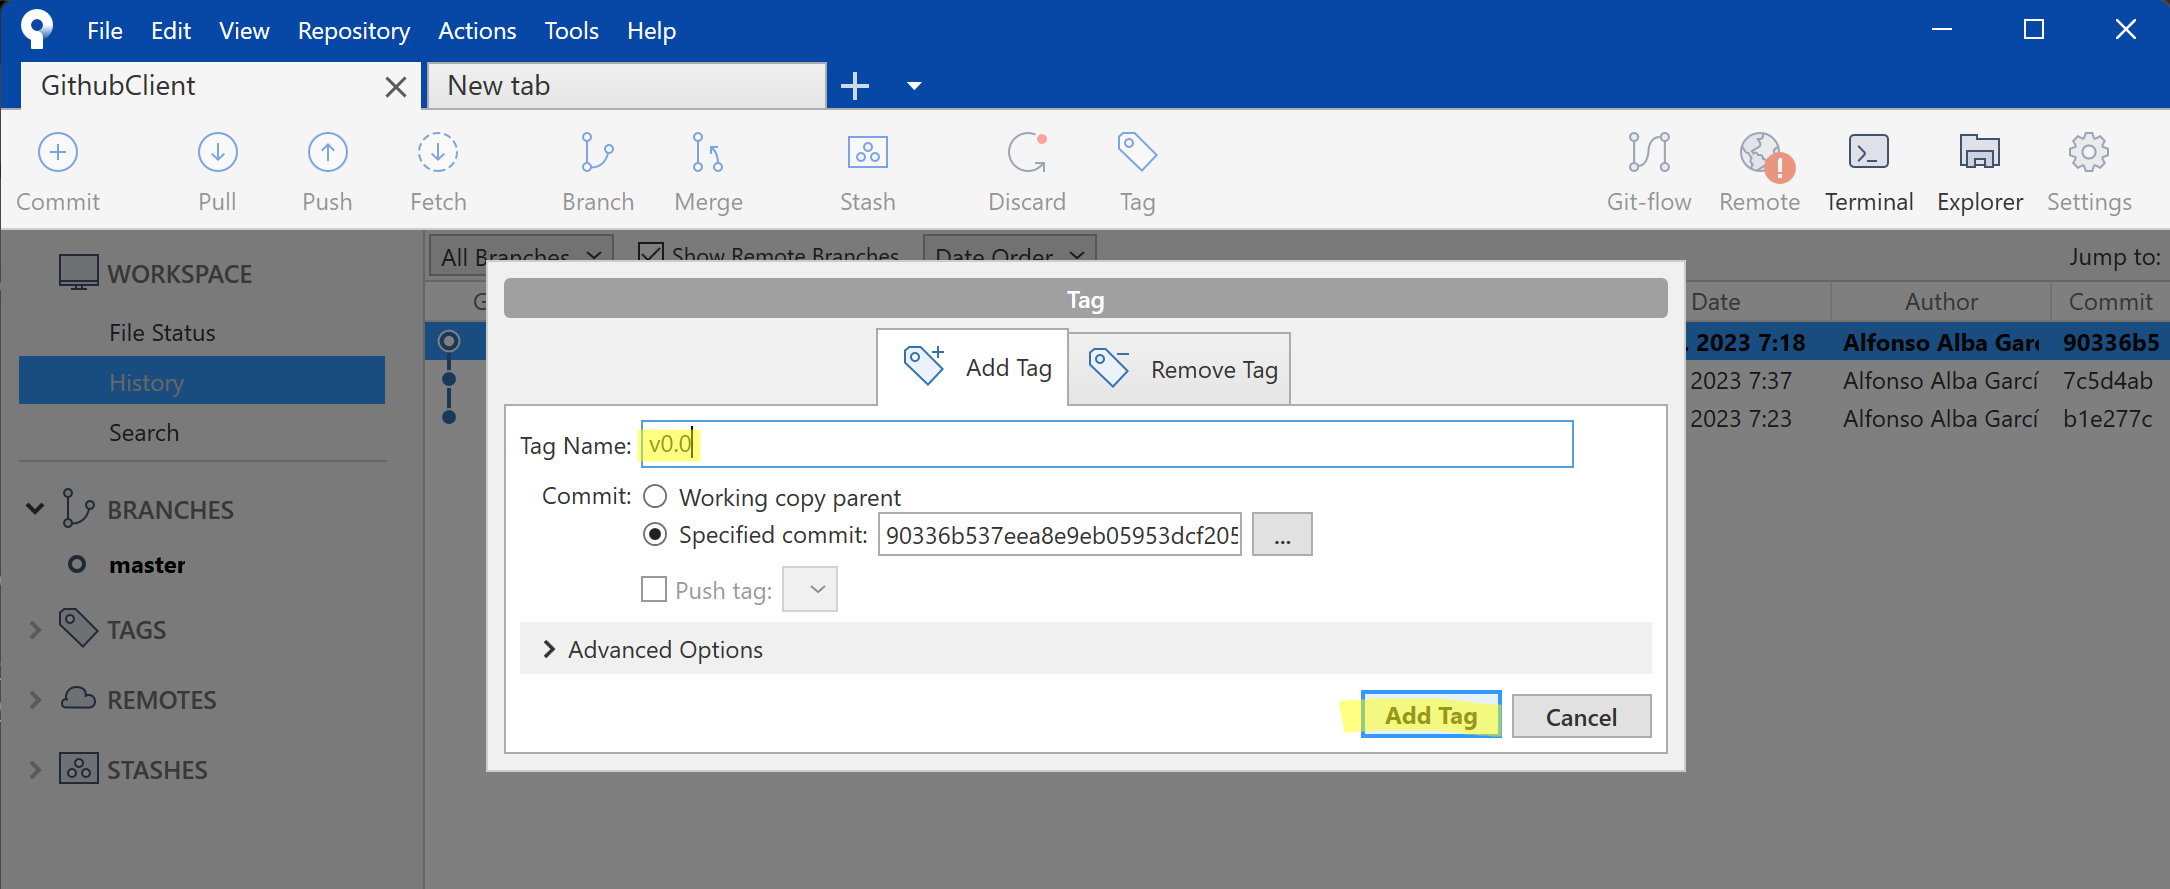 File Edit View Repository Actions Tools Help
GithubClient New tab
Commit Pull Push Fetch Branch Merge Stash Discard Tag Git-flow Remote Terminal Explorer Settings
All Branches Show Remote Branches Date Order Jump to:
WORKSPACE
File Status
History
Search
BRANCHES
master
TAGS
REMOTES
STASHES
G Date Author Commit
. 2023 7:18 Alfonso Alba Garc 90336b5
2023 7:37 Alfonso Alba Garcí 7c5d4ab
2023 7:23 Alfonso Alba Garcí b1e277c
Tag
Add Tag Remove Tag
Tag Name: v0.0
Commit: Working copy parent
Specified commit: 90336b537eea8e9eb05953dcf205 ...
Push tag:
Advanced Options
Add Tag Cancel